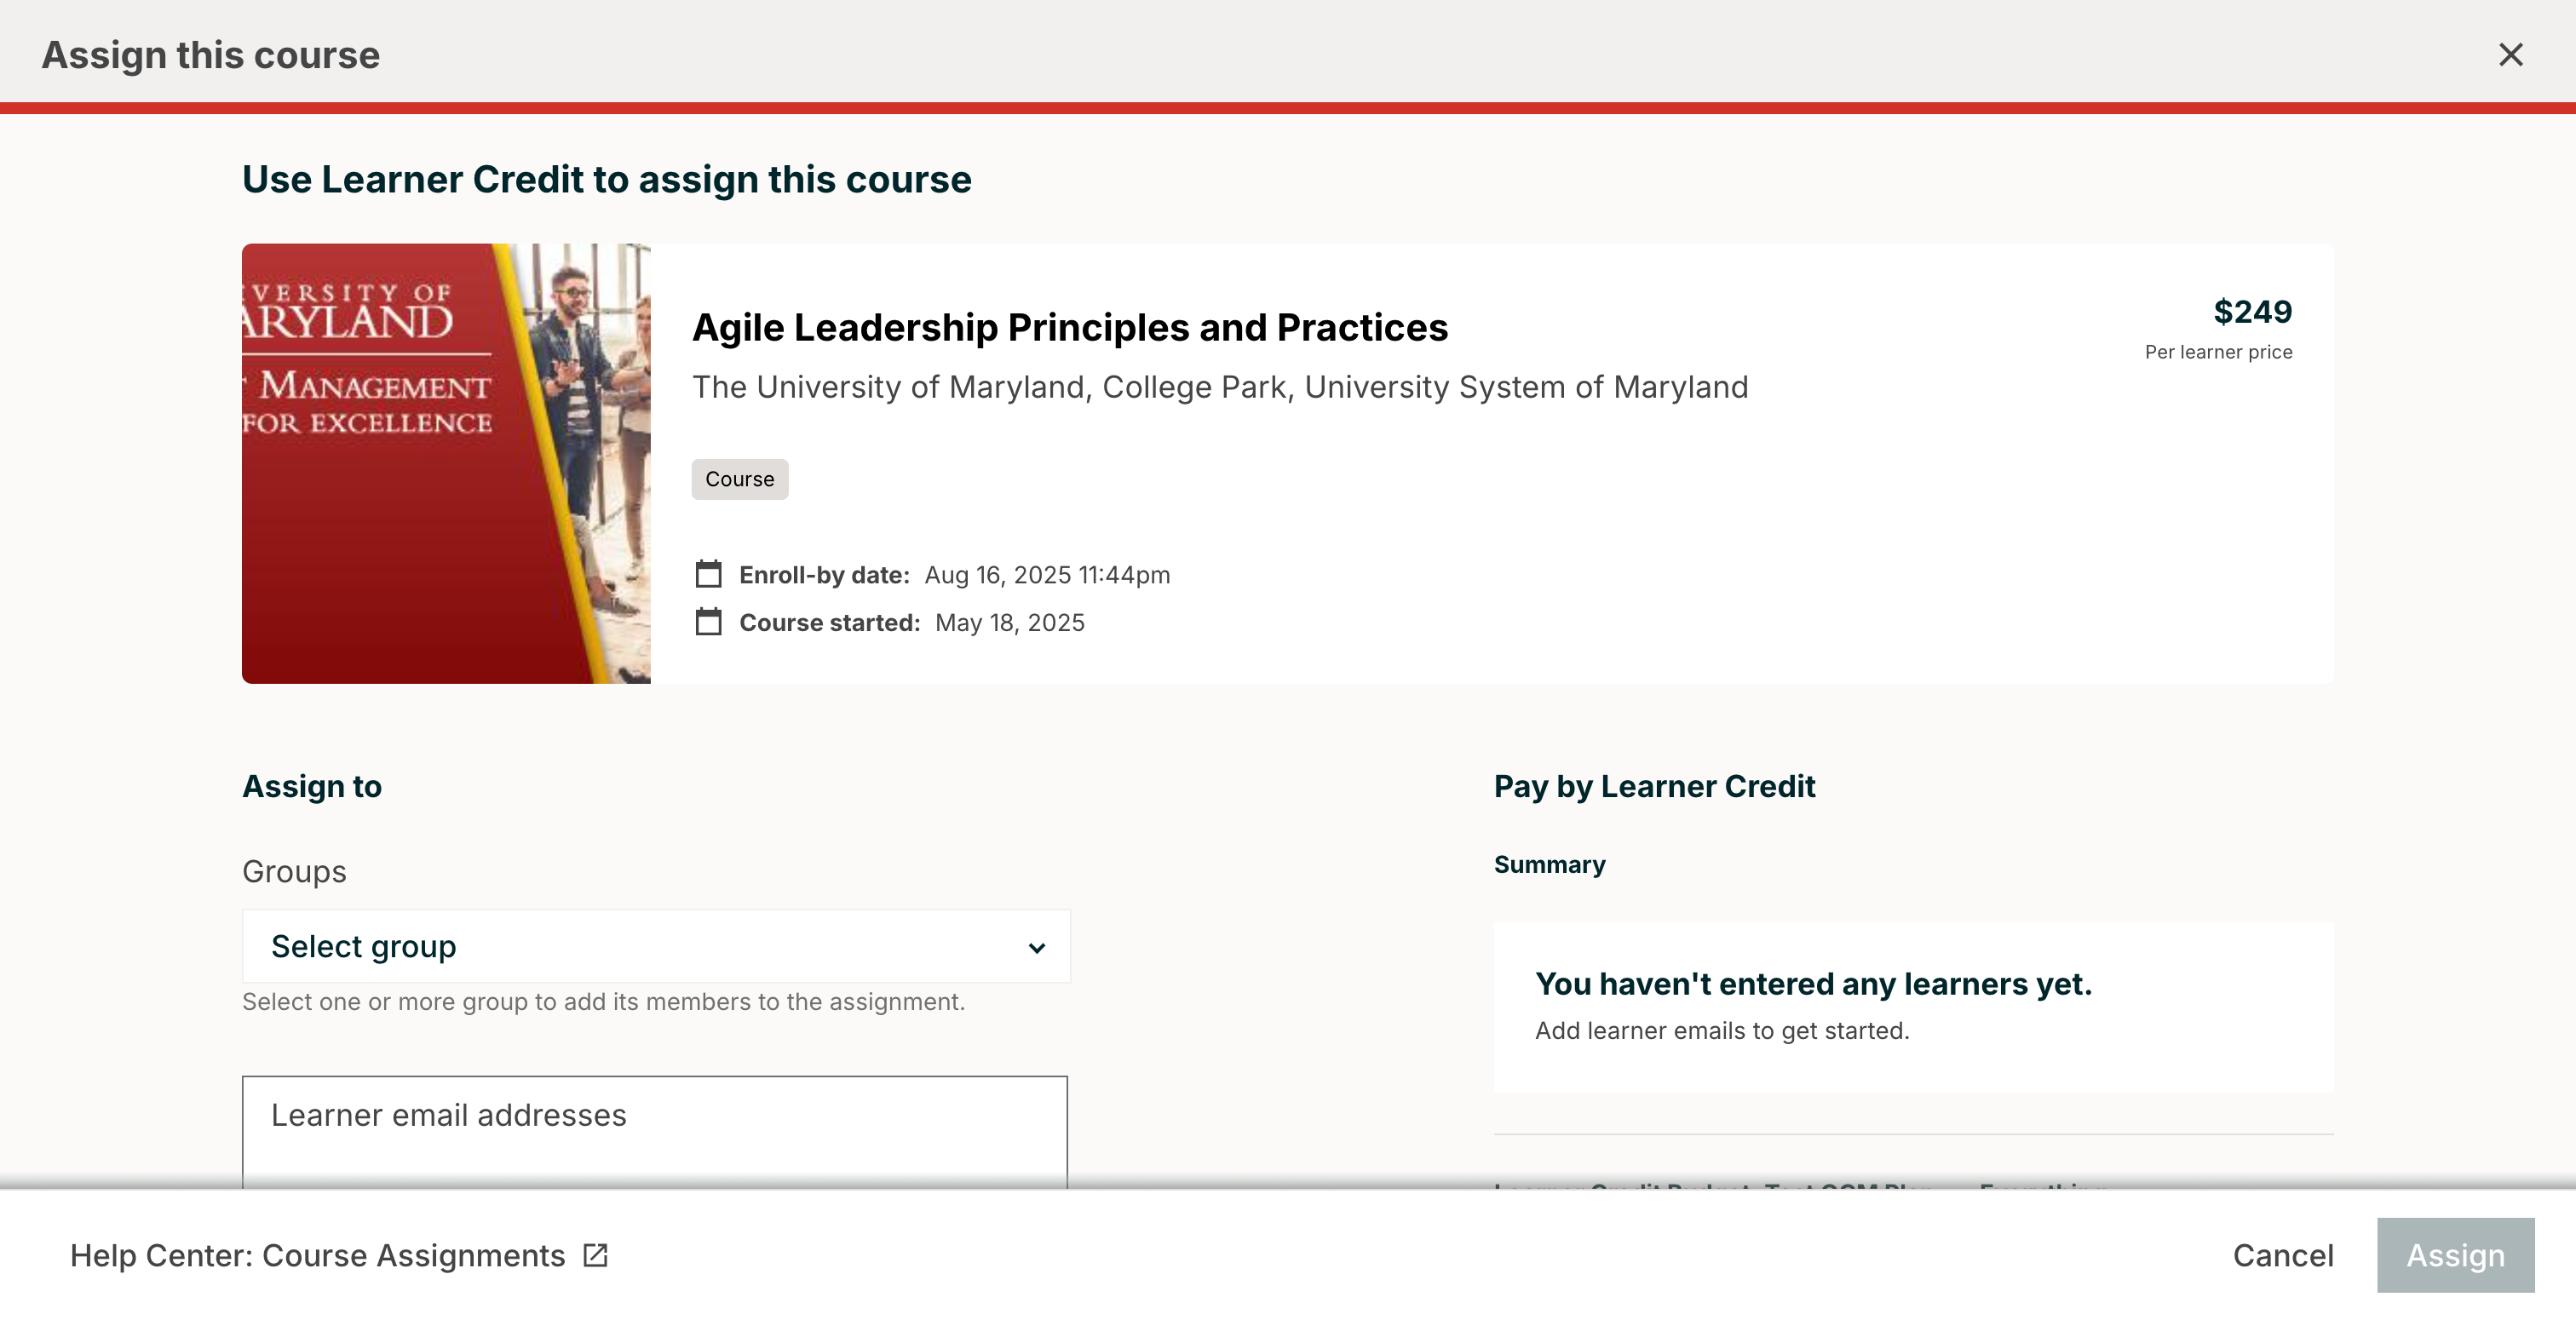 Assign this course
Use Learner Credit to assign this course
VERSITY OF
ARYLAND
MANAGEMENT
FOR EXCELLENCE
Agile Leadership Principles and Practices
$249
Per learner price
The University of Maryland, College Park, University System of Maryland
Course
Enroll-by date: Aug 16, 2025 11:44pm
Course started: May 18, 2025
Assign to
Groups
Select group
Select one or more group to add its members to the assignment.
Learner email addresses
Pay by Learner Credit
Summary
You haven't entered any learners yet.
Add learner emails to get started.
Help Center: Course Assignments
Cancel
Assign